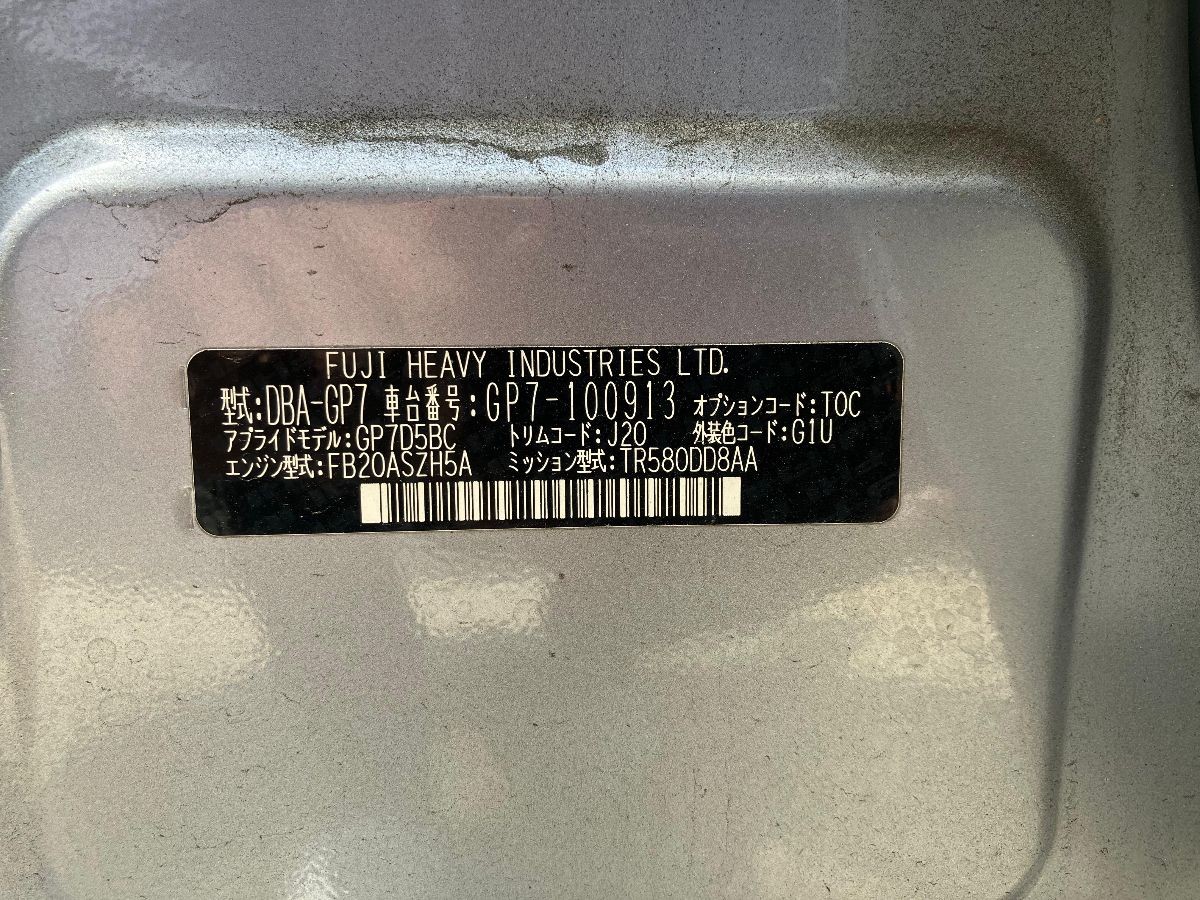 FUJI HEAVY INDUSTRIES LTD.
型式:DBA-GP7 車台番号:GP7-100913 オプションコード:TOC
アプライドモデル:GP7D5BC トリムコード:J20 外装色コード:G1U
エンジン型式:FB20ASZH5A ミッション型式:TR580DD8AA